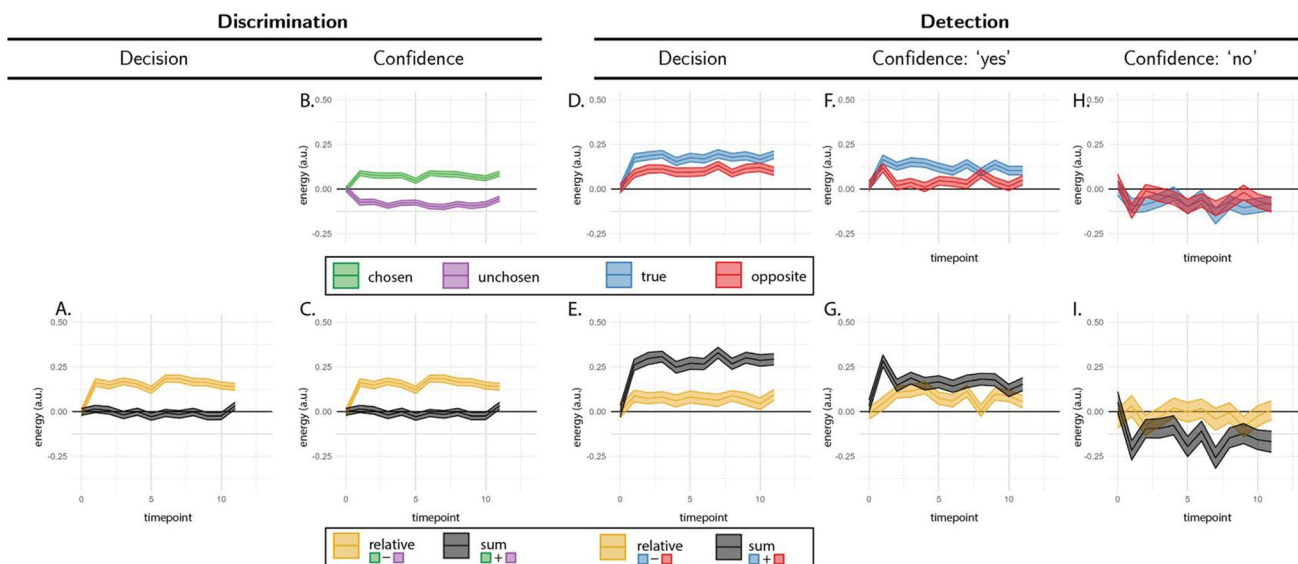 Discrimination
Detection
Decision
Confidence
Decision
Confidence: 'yes'
Confidence: 'no'
B.
0.50
0.25
0.00
-0.25
energy (a.u.)
D.
0.50
0.25
0.00
-0.25
energy (a.u.)
F.
0.50
0.25
0.00
-0.25
energy (a.u.)
timepoint
H.
0.50
0.25
0.00
-0.25
energy (a.u.)
timepoint
chosen
unchosen
true
opposite
A.
0.50
0.25
0.00
-0.25
energy (a.u.)
0 5 10
timepoint
C.
0.50
0.25
0.00
-0.25
energy (a.u.)
0 5 10
timepoint
E.
0.50
0.25
0.00
-0.25
energy (a.u.)
0 5 10
timepoint
G.
0.50
0.25
0.00
-0.25
energy (a.u.)
0 5 10
timepoint
I.
0.50
0.25
0.00
-0.25
energy (a.u.)
0 5 10
timepoint
relative
−
sum
+
relative
−
sum
+